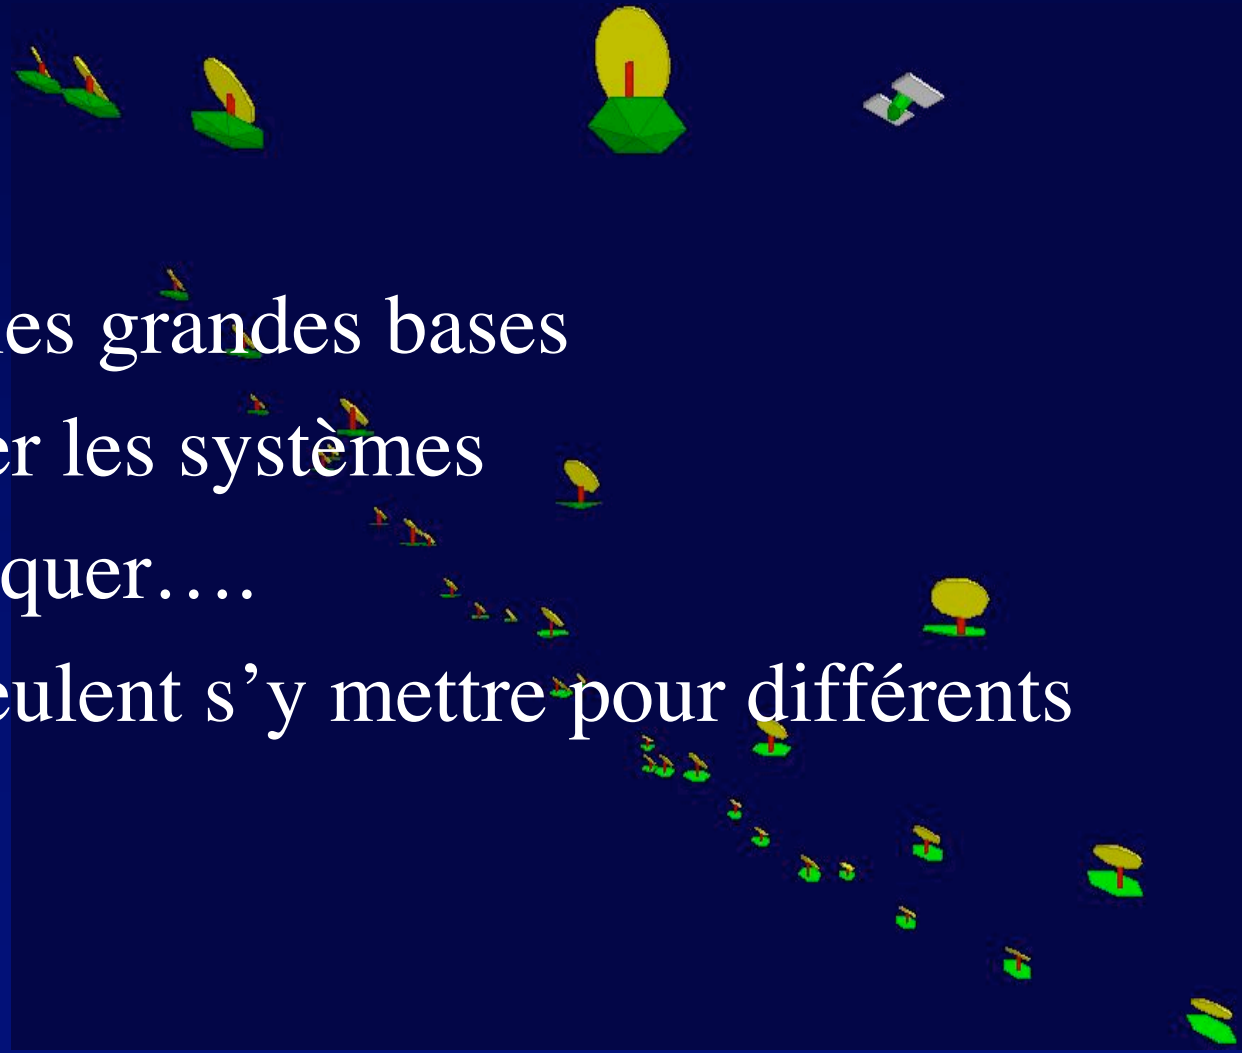 es grandes bases
er les systèmes
quer….
eulent s’y mettre pour différents